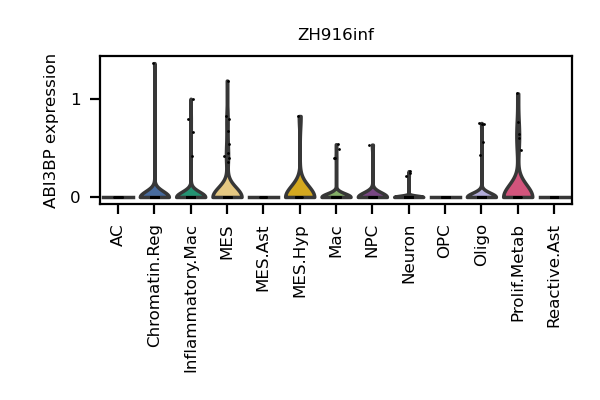 ZH916inf
ABI3BP expression
1
0
AC
Chromatin.Reg
Inflammatory.Mac
MES
MES.Ast
MES.Hyp
Mac
NPC
Neuron
OPC
Oligo
Prolif.Metab
Reactive.Ast